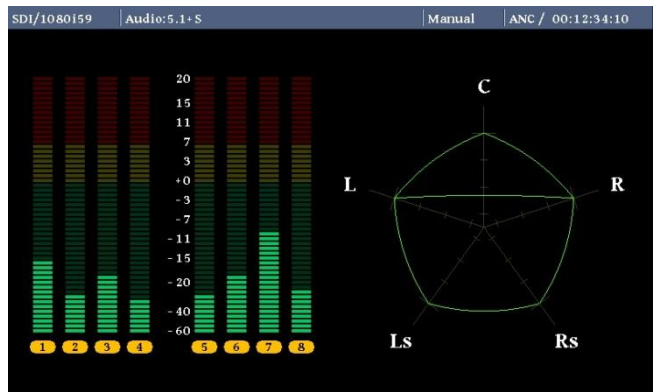 SDI/1080i59 Audio:5.1+S Manual ANC / 00:12:34:10
20
15
11
7
3
+0
- 3
- 7
- 11
- 15
- 20
- 40
- 60
1 2 3 4 5 6 7 8
C
L R
Ls Rs